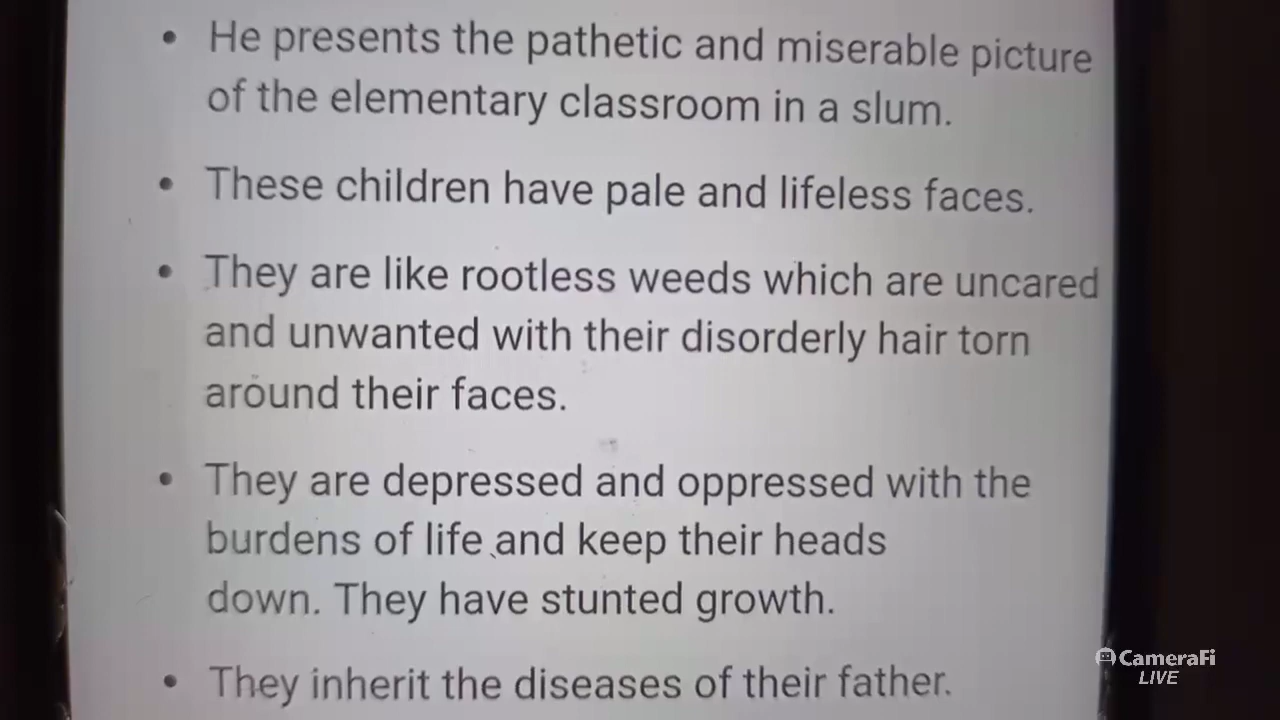 • He presents the pathetic and miserable picture
of the elementary classroom in a slum.
• These children have pale and lifeless faces.
• They are like rootless weeds which are uncared
and unwanted with their disorderly hair torn
around their faces.
• They are depressed and oppressed with the
burdens of life and keep their heads
down. They have stunted growth.
• They inherit the diseases of their father.
CameraFi
LIVE